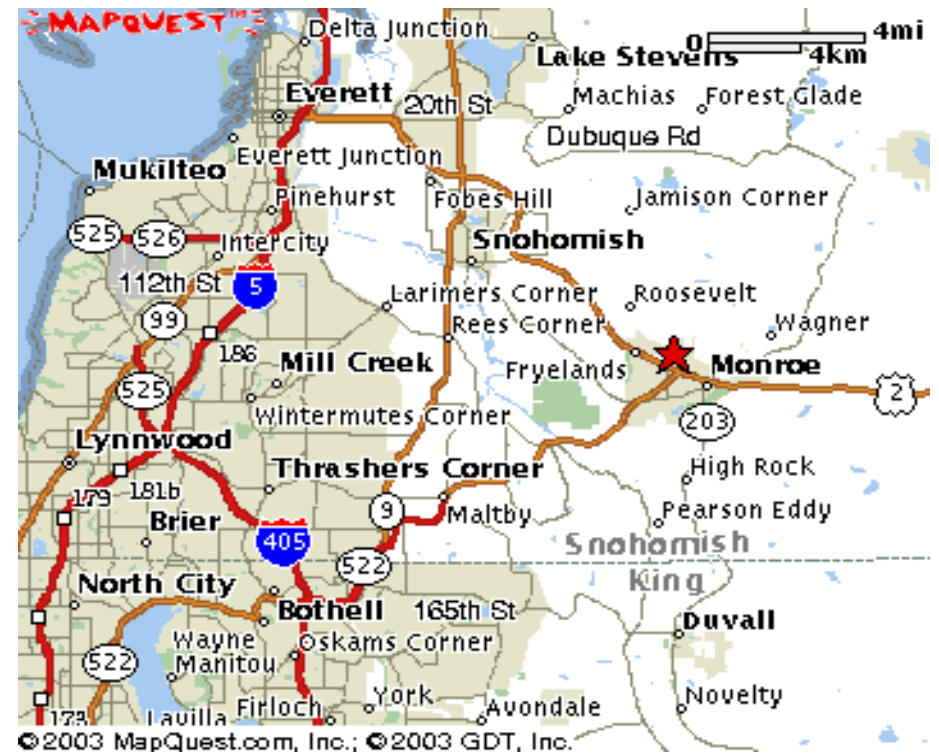 MAPQUEST™
Delta Junction
0 4mi
4km
Lake Stevens
Everett
20th St
Machias
Forest Glade
Dubuque Rd
Everett Junction
Mukilteo
Pinehurst
Fobes Hill
Jamison Corner
525
526
Intercity
Snohomish
112th St
5
Larimers Corner
Roosevelt
99
Rees Corner
Wagner
186
Mill Creek
Fryelands
Monroe
525
2
Wintermutes Corner
203
Lynnwood
Thrashers Corner
High Rock
179
181b
9
Maltby
Pearson Eddy
Brier
405
Snohomish
522
King
North City
Bothell
165th St
Duvall
Wayne
Oskams Corner
522
Manitou
York
Novelty
Firloch
Avondale
Lavilla
©2003 MapQuest.com, Inc.; ©2003 GDT, Inc.